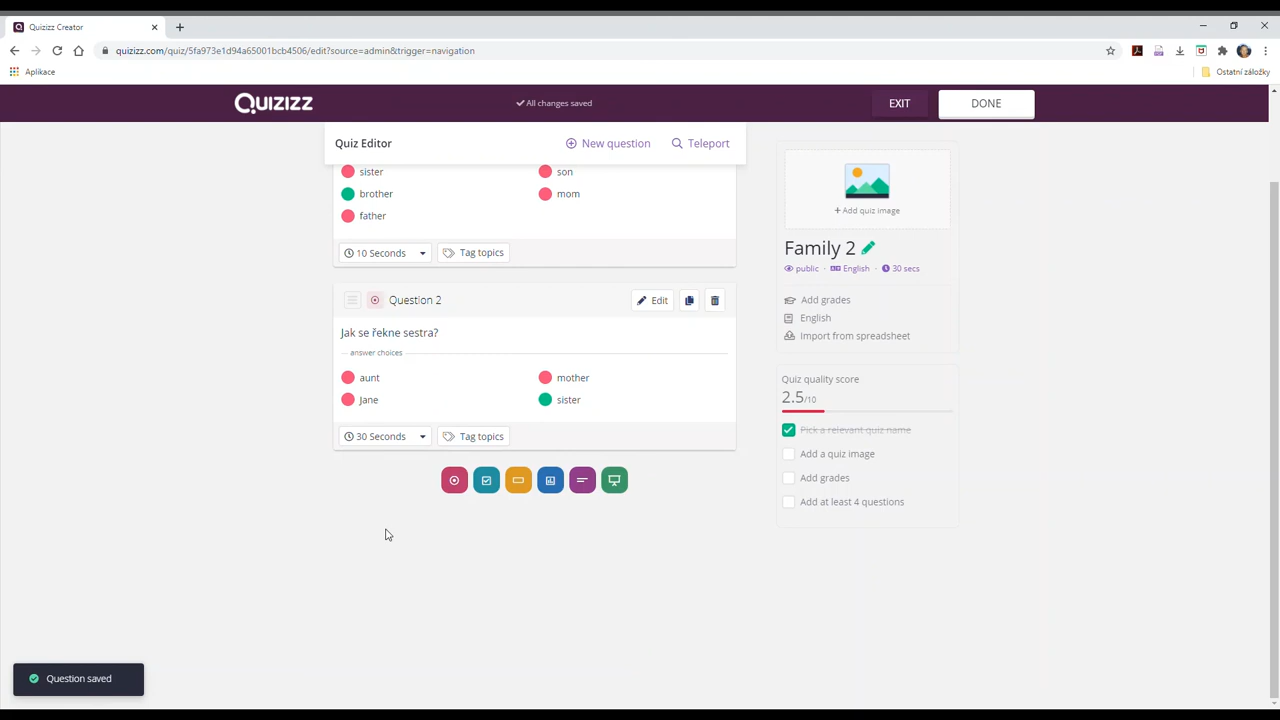 Quizizz Creator
quizizz.com/quiz/5fa973e1d94a65001bcb4506/edit?source=admin&trigger=navigation
Aplikace
Ostatní záložky
QUIZIZZ
All changes saved
EXIT
DONE
Quiz Editor
New question
Teleport
sister
son
brother
mom
father
10 Seconds
Tag topics
Question 2
Edit
Jak se řekne sestra?
answer choices
aunt
mother
Jane
sister
30 Seconds
Tag topics
+ Add quiz image
Family 2
public · English · 30 secs
Add grades
English
Import from spreadsheet
Quiz quality score
2.5/10
Pick a relevant quiz name
Add a quiz image
Add grades
Add at least 4 questions
Question saved